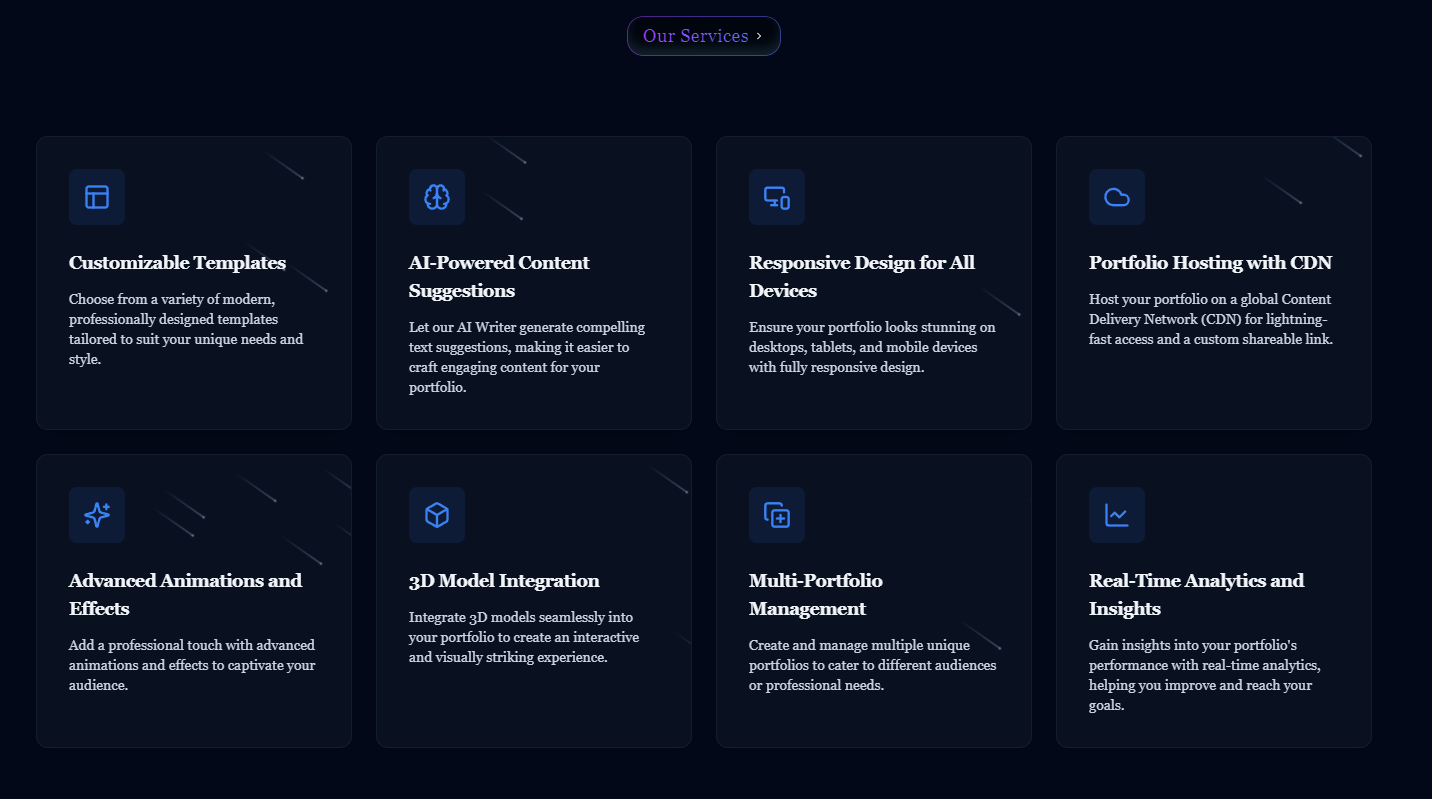 Our Services ›
Customizable Templates
Choose from a variety of modern,
professionally designed templates
tailored to suit your unique needs and
style.
AI-Powered Content
Suggestions
Let our AI Writer generate compelling
text suggestions, making it easier to
craft engaging content for your
portfolio.
Responsive Design for All
Devices
Ensure your portfolio looks stunning on
desktops, tablets, and mobile devices
with fully responsive design.
Portfolio Hosting with CDN
Host your portfolio on a global Content
Delivery Network (CDN) for lightning-
fast access and a custom shareable link.
Advanced Animations and
Effects
Add a professional touch with advanced
animations and effects to captivate your
audience.
3D Model Integration
Integrate 3D models seamlessly into
your portfolio to create an interactive
and visually striking experience.
Multi-Portfolio
Management
Create and manage multiple unique
portfolios to cater to different audiences
or professional needs.
Real-Time Analytics and
Insights
Gain insights into your portfolio's
performance with real-time analytics,
helping you improve and reach your
goals.